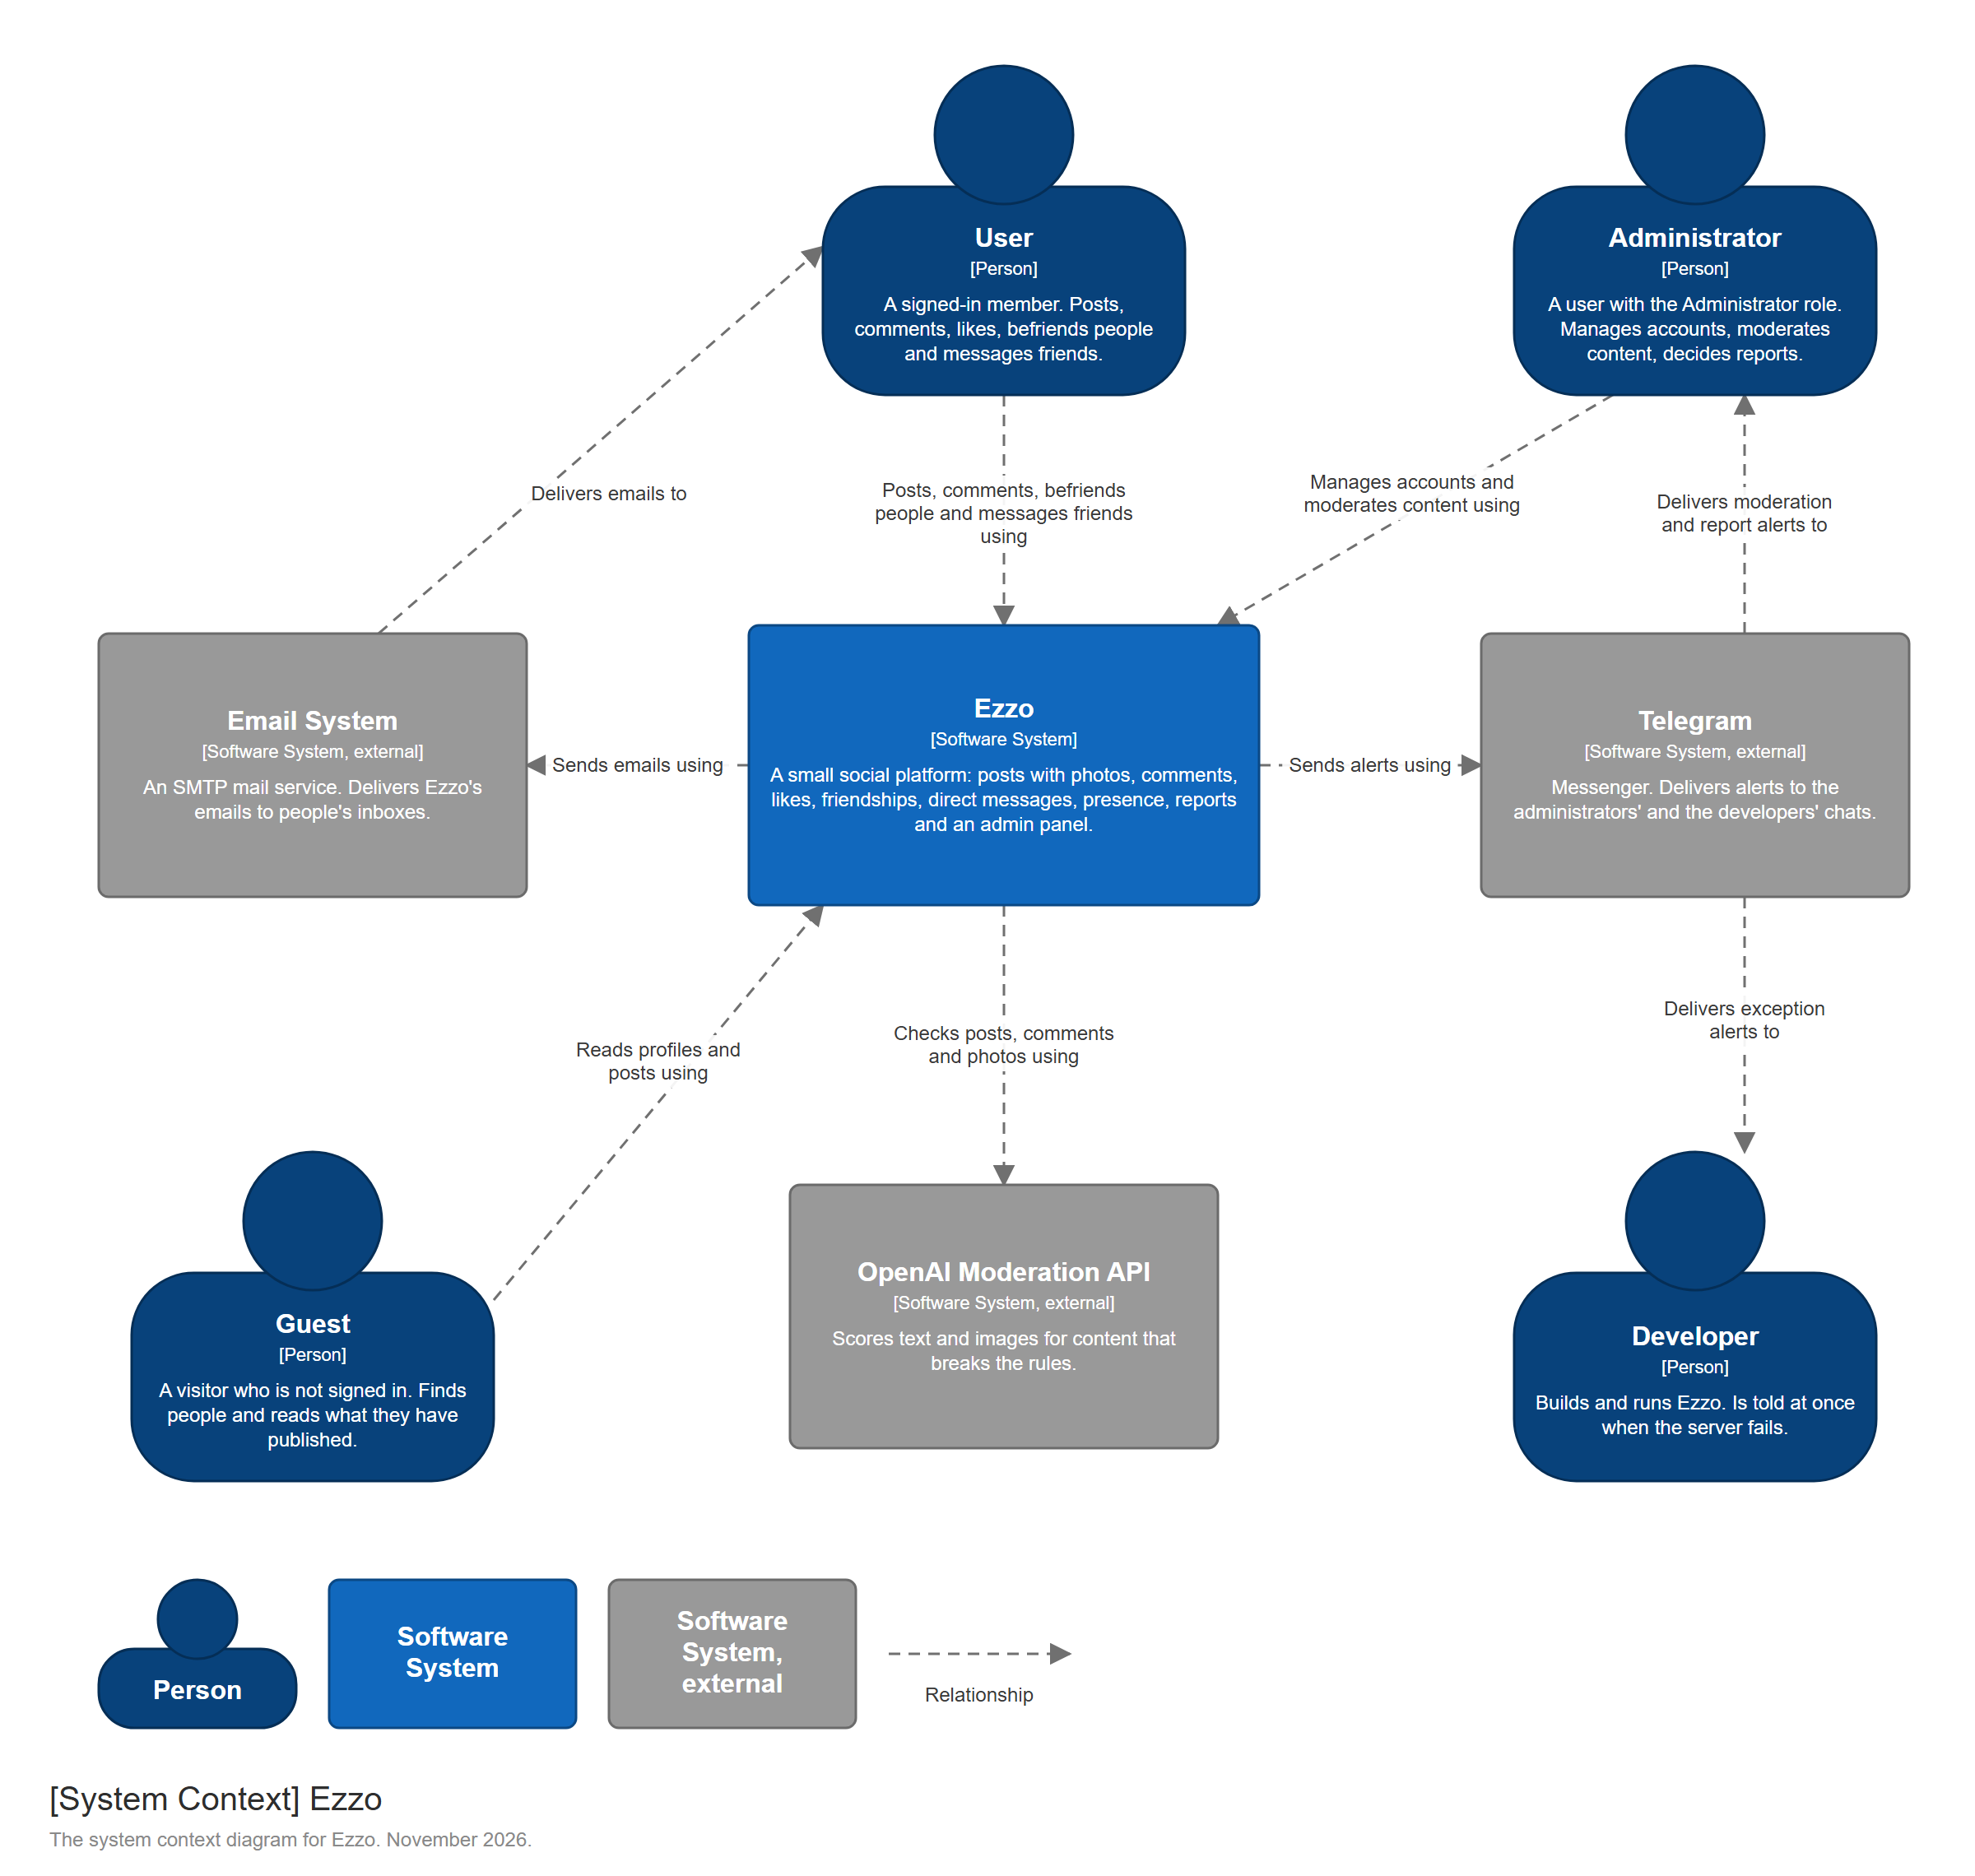 User
[Person]
A signed-in member. Posts,
comments, likes, befriends people
and messages friends.
Administrator
[Person]
A user with the Administrator role.
Manages accounts, moderates
content, decides reports.
Delivers emails to
Posts, comments, befriends
people and messages friends
using
Manages accounts and
moderates content using
Delivers moderation
and report alerts to
Email System
[Software System, external]
An SMTP mail service. Delivers Ezzo's
emails to people's inboxes.
Sends emails using
Ezzo
[Software System]
A small social platform: posts with photos, comments,
likes, friendships, direct messages, presence, reports
and an admin panel.
Sends alerts using
Telegram
[Software System, external]
Messenger. Delivers alerts to the
administrators' and the developers' chats.
Reads profiles and
posts using
Checks posts, comments
and photos using
Delivers exception
alerts to
Guest
[Person]
A visitor who is not signed in. Finds
people and reads what they have
published.
OpenAI Moderation API
[Software System, external]
Scores text and images for content that
breaks the rules.
Developer
[Person]
Builds and runs Ezzo. Is told at once
when the server fails.
Person
Software
System
Software
System,
external
Relationship
[System Context] Ezzo
The system context diagram for Ezzo. November 2026.